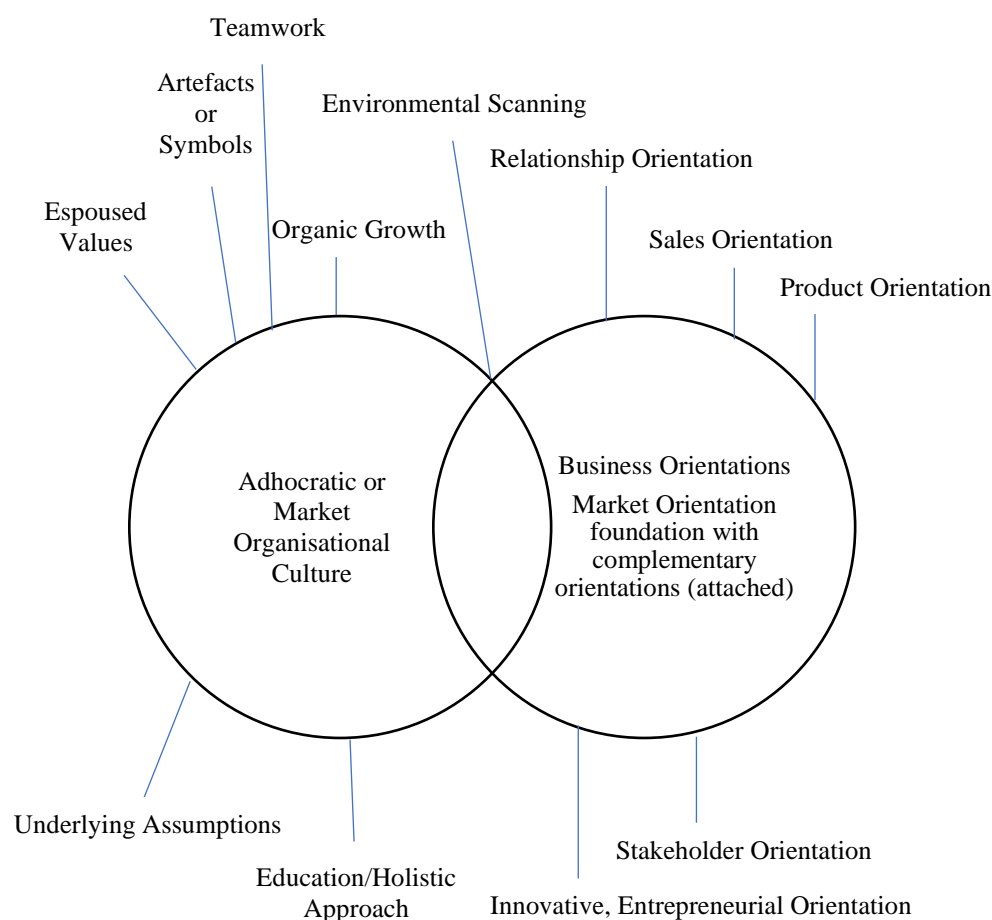 Teamwork
Artefacts
or
Symbols
Environmental Scanning
Relationship Orientation
Espoused
Values
Organic Growth
Sales Orientation
Product Orientation
Adhocratic or
Market
Organisational
Culture
Business Orientations
Market Orientation
foundation with
complementary
orientations (attached)
Underlying Assumptions
Education/Holistic
Approach
Stakeholder Orientation
Innovative, Entrepreneurial Orientation